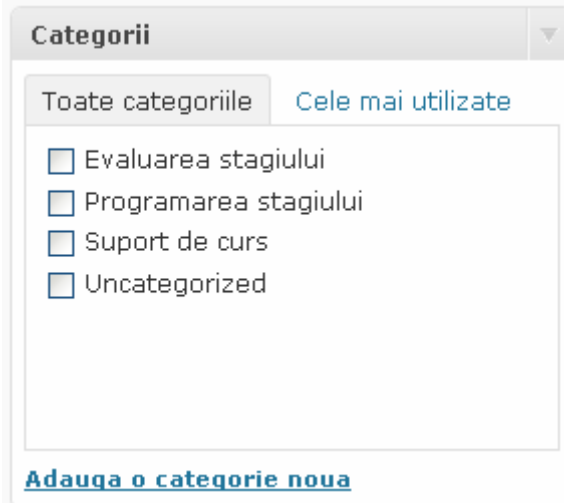 Categorii
Toate categoriile Cele mai utilizate
Evaluarea stagiului
Programarea stagiului
Suport de curs
Uncategorized
Adauga o categorie noua